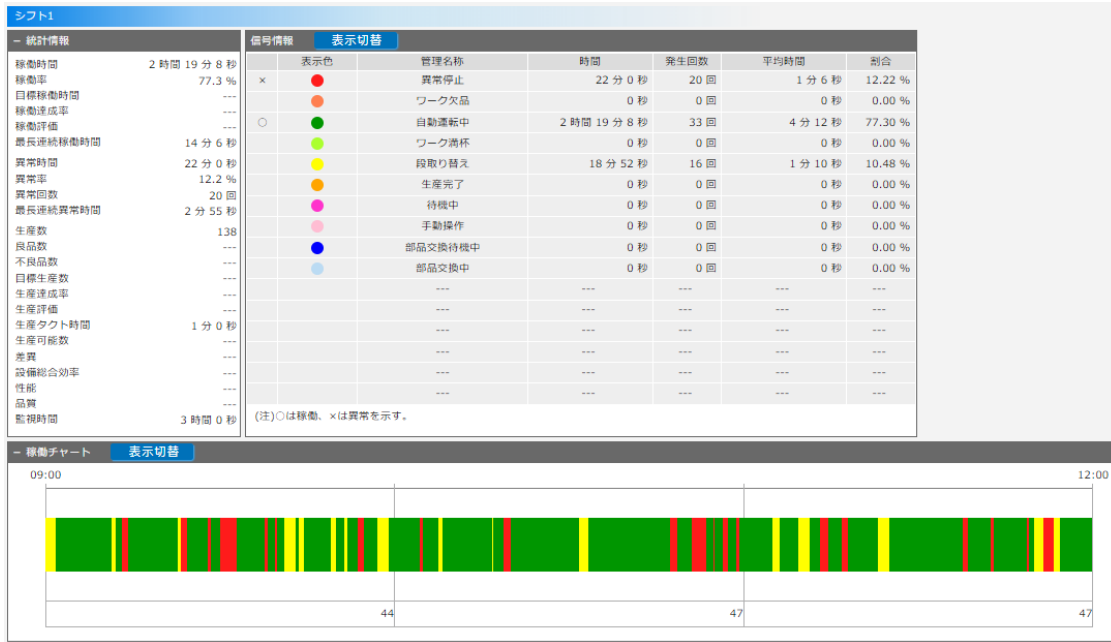 シフト1
− 統計情報
稼働時間 2 時間 19 分 8 秒
稼働率 77.3 %
目標稼働時間 ---
稼働達成率 ---
稼働評価 ---
最長連続稼働時間 14 分 6 秒
異常時間 22 分 0 秒
異常率 12.2 %
異常回数 20 回
最長連続異常時間 2 分 55 秒
生産数 138
良品数 ---
不良品数 ---
目標生産数 ---
生産達成率 ---
生産評価 ---
生産タクト時間 1 分 0 秒
生産可能数 ---
差異 ---
設備総合効率 ---
性能 ---
品質 ---
監視時間 3 時間 0 秒
信号情報 表示切替
表示色 管理名称 時間 発生回数 平均時間 割合
× 異常停止 22 分 0 秒 20 回 1 分 6 秒 12.22 %
ワーク欠品 0 秒 0 回 0 秒 0.00 %
○ 自動運転中 2 時間 19 分 8 秒 33 回 4 分 12 秒 77.30 %
ワーク満杯 0 秒 0 回 0 秒 0.00 %
段取り替え 18 分 52 秒 16 回 1 分 10 秒 10.48 %
生産完了 0 秒 0 回 0 秒 0.00 %
待機中 0 秒 0 回 0 秒 0.00 %
手動操作 0 秒 0 回 0 秒 0.00 %
部品交換待機中 0 秒 0 回 0 秒 0.00 %
部品交換中 0 秒 0 回 0 秒 0.00 %
--- --- --- --- ---
--- --- --- --- ---
--- --- --- --- ---
--- --- --- --- ---
--- --- --- --- ---
--- --- --- --- ---
(注)○は稼働、×は異常を示す。
− 稼働チャート 表示切替
09:00 12:00
44 47 47